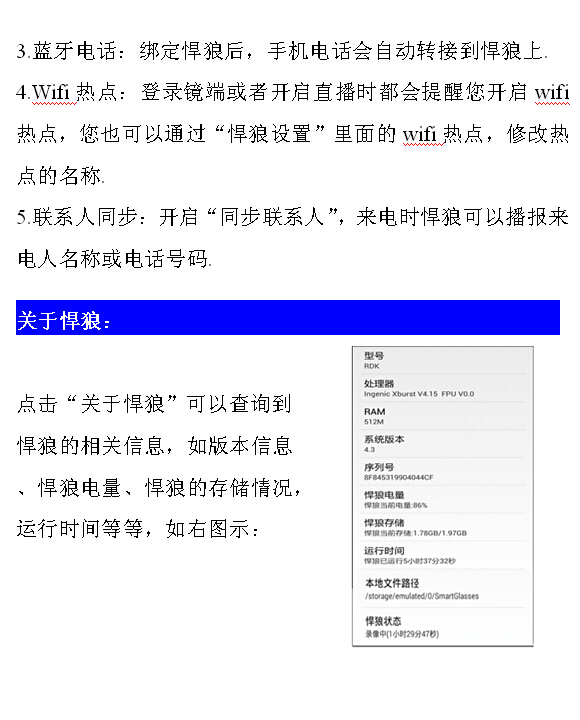 3.蓝牙电话：绑定悍狼后，手机电话会自动转接到悍狼上.
4.Wifi 热点：登录镜端或者开启直播时都会提醒您开启 wifi
热点，您也可以通过“悍狼设置”里面的 wifi 热点，修改热
点的名称.
5.联系人同步：开启“同步联系人”，来电时悍狼可以播报来
电人名称或电话号码.
关于悍狼：
点击“关于悍狼”可以查询到
悍狼的相关信息，如版本信息
、悍狼电量、悍狼的存储情况，
运行时间等等，如右图示：
型号
RDK
处理器
Ingenic Xburst V4.15 FPU V0.0
RAM
512M
系统版本
4.3
序列号
8F845319904044CF
悍狼电量
悍狼当前电量:86%
悍狼存储
悍狼当前存储:1.78GB/1.97GB
运行时间
悍狼已运行5小时37分32秒
本地文件路径
/storage/emulated/0/SmartGlasses
悍狼状态
录像中(1小时29分47秒)